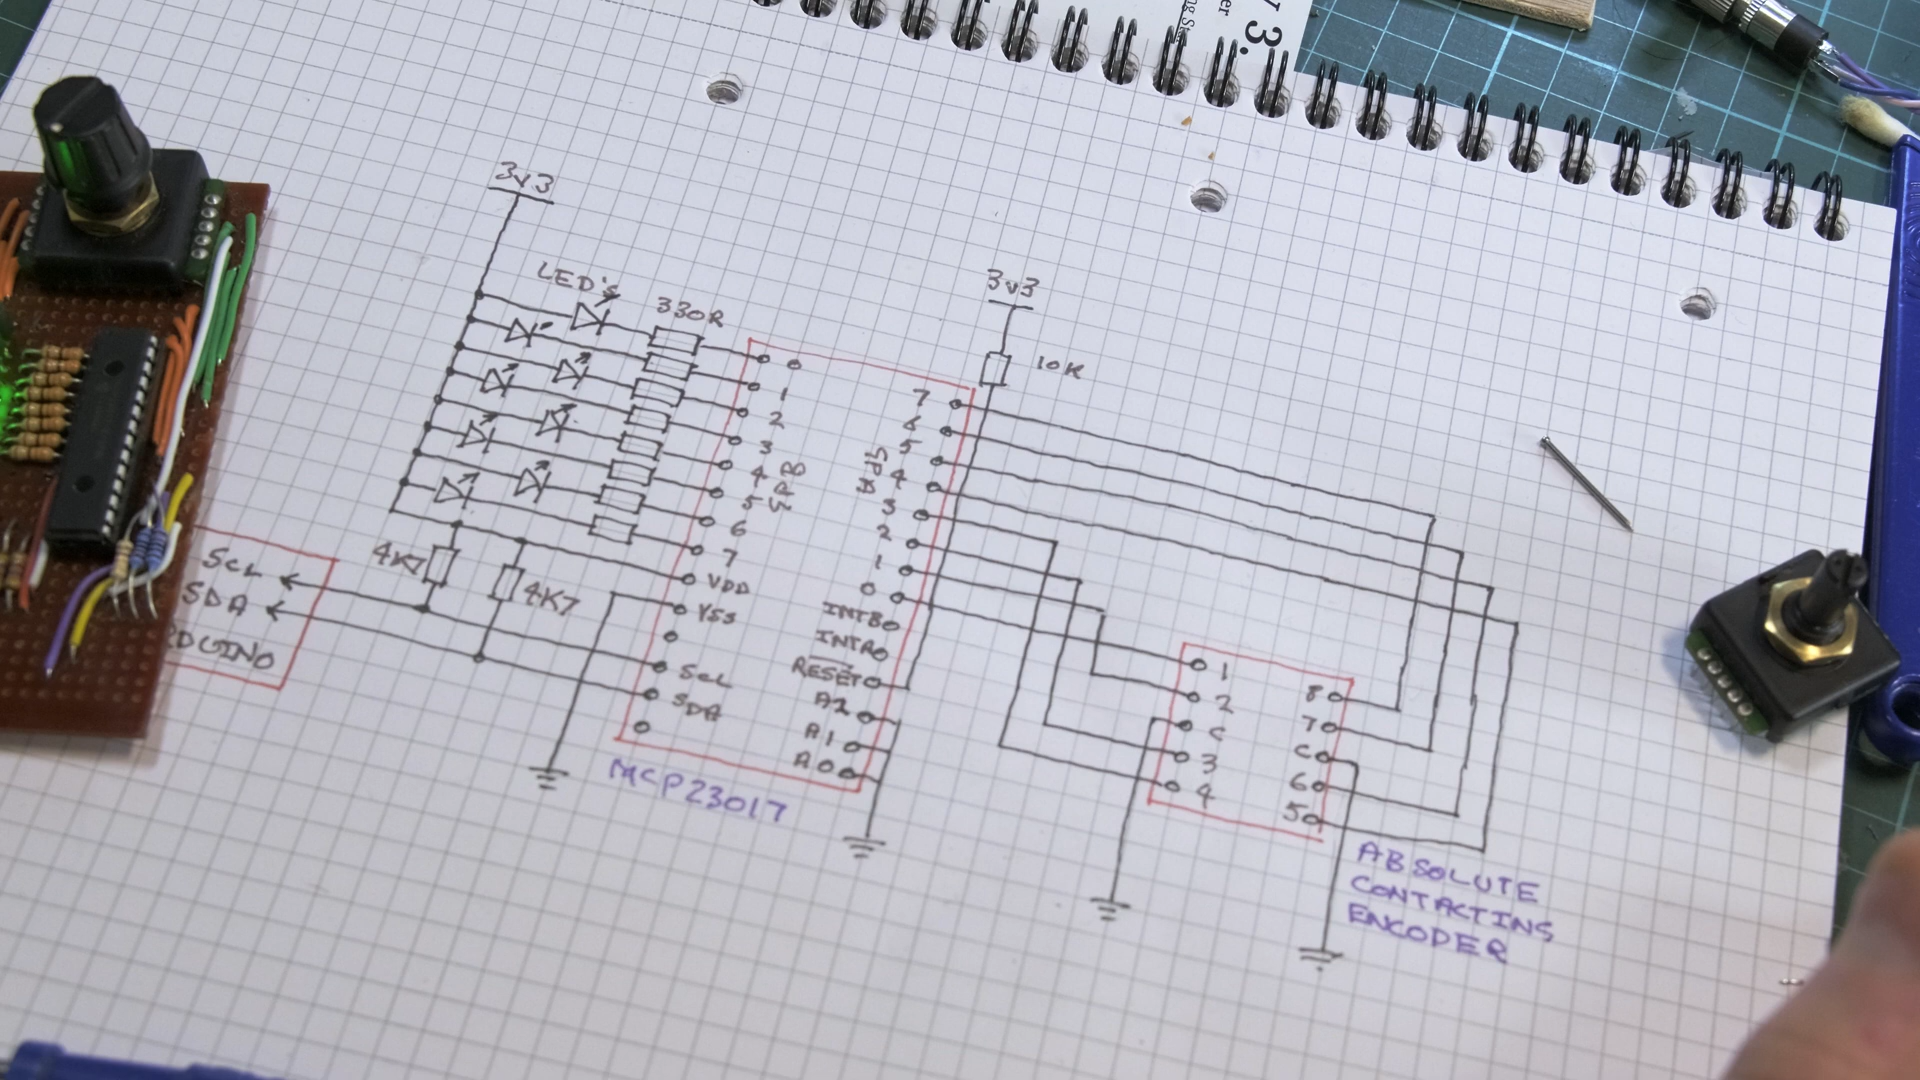 V 3.
3v3
LED's
330R
3v3
10K
0
1
2
3
4
5
6
7
VDD
VSS
SCL
SDA
7
6
5
4
3
2
1
0
INTB
INTA
RESET
A2
A1
A0
4K7
4K7
SCL
SDA
DUINO
MCP23017
1
2
C
3
4
8
7
C
6
5
ABSOLUTE
CONTACTING
ENCODER